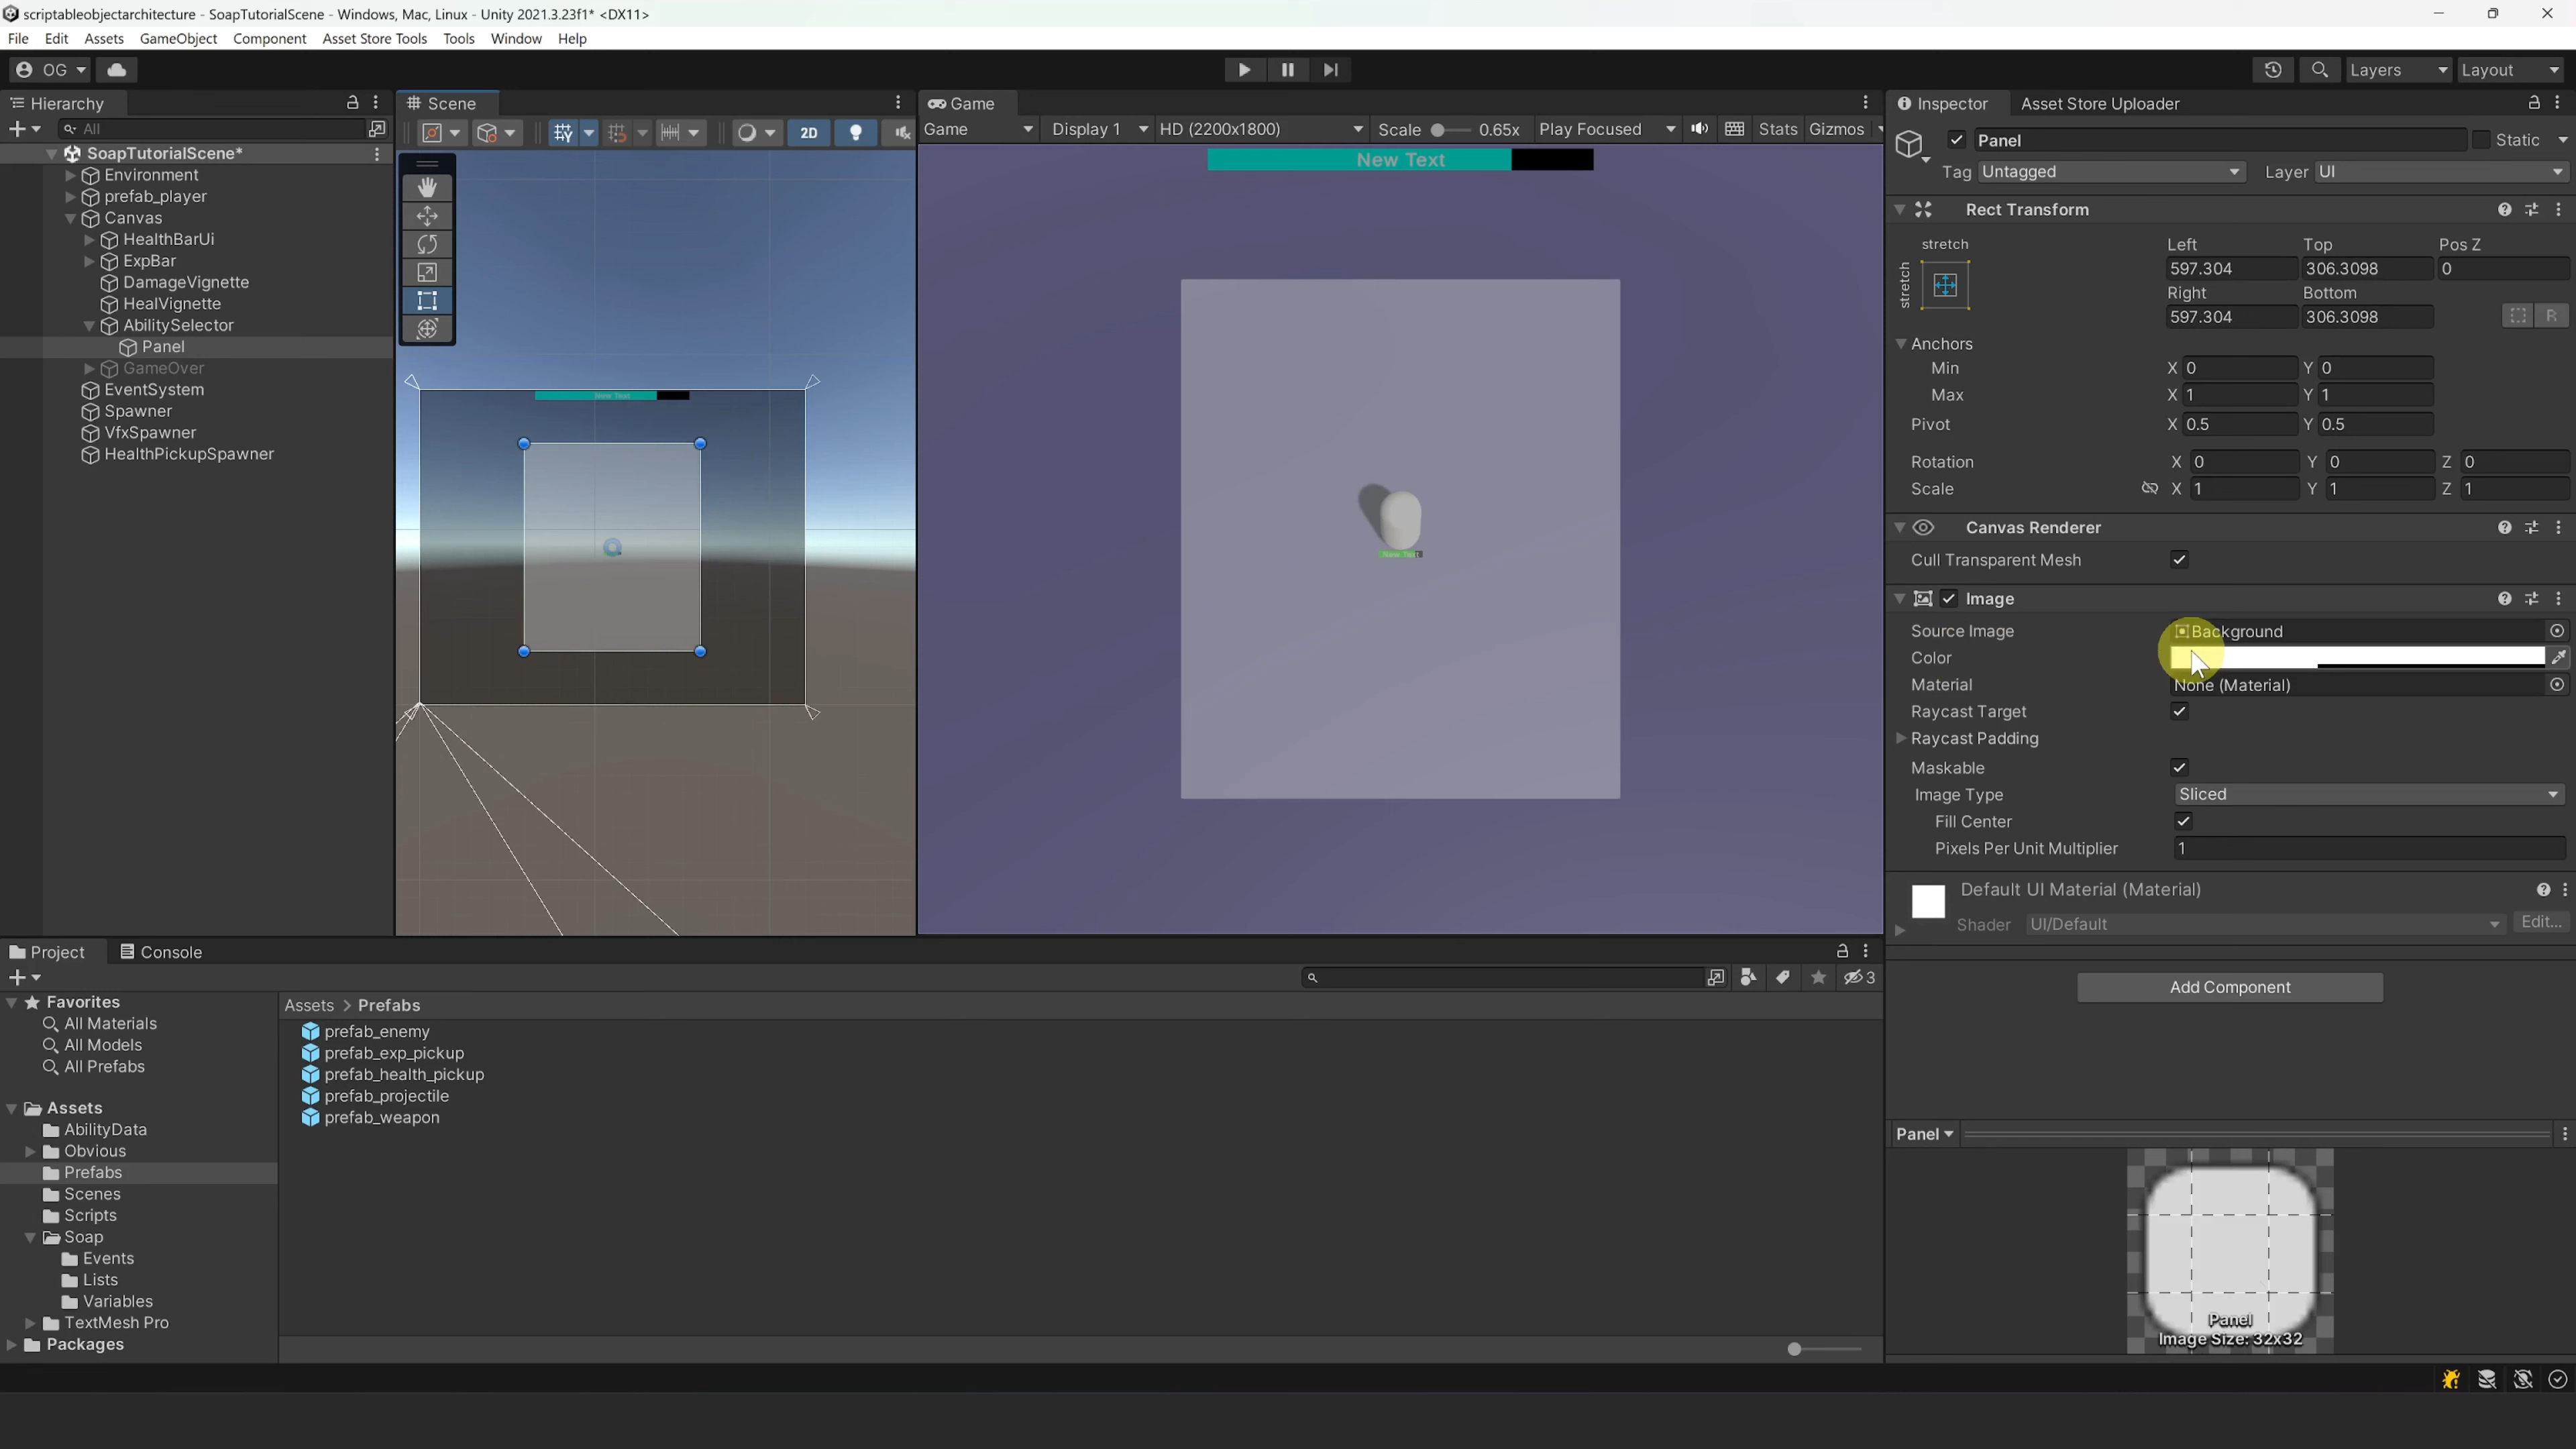 scriptableobjectarchitecture - SoapTutorialScene - Windows, Mac, Linux - Unity 2021.3.23f1* <DX11>
File Edit Assets GameObject Component Asset Store Tools Tools Window Help
OG
Layers Layout
Hierarchy
All
SoapTutorialScene*
Environment
prefab_player
Canvas
HealthBarUi
ExpBar
DamageVignette
HealVignette
AbilitySelector
Panel
GameOver
EventSystem
Spawner
VfxSpawner
HealthPickupSpawner
Scene
2D
New Text
Game
Game Display 1 HD (2200x1800) Scale 0.65x Play Focused Stats Gizmos
New Text
Inspector Asset Store Uploader
Panel Static
Tag Untagged Layer UI
Rect Transform
stretch Left Top Pos Z
stretch 597.304 306.3098 0
Right Bottom
597.304 306.3098 R
Anchors
Min X 0 Y 0
Max X 1 Y 1
Pivot X 0.5 Y 0.5
Rotation X 0 Y 0 Z 0
Scale X 1 Y 1 Z 1
Canvas Renderer
Cull Transparent Mesh
Image
Source Image Background
Color
Material None (Material)
Raycast Target
Raycast Padding
Maskable
Image Type Sliced
Fill Center
Pixels Per Unit Multiplier 1
Default UI Material (Material)
Shader UI/Default Edit...
Add Component
Panel
Panel
Image Size: 32x32
Project Console
3
Favorites
All Materials
All Models
All Prefabs
Assets
AbilityData
Obvious
Prefabs
Scenes
Scripts
Soap
Events
Lists
Variables
TextMesh Pro
Packages
Assets > Prefabs
prefab_enemy
prefab_exp_pickup
prefab_health_pickup
prefab_projectile
prefab_weapon